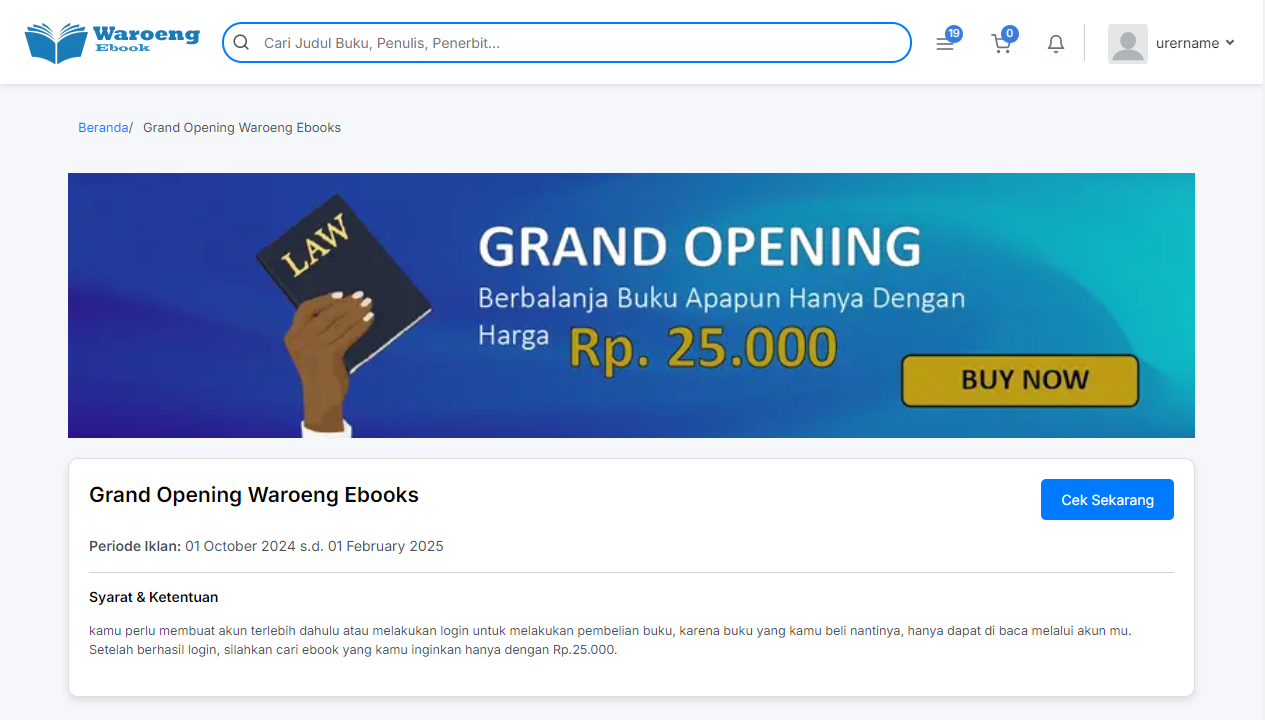 Waroeng
Ebook
Cari Judul Buku, Penulis, Penerbit...
19
0
urername
Beranda/ Grand Opening Waroeng Ebooks
LAW
GRAND OPENING
Berbalanja Buku Apapun Hanya Dengan
Harga Rp. 25.000
BUY NOW
Grand Opening Waroeng Ebooks
Cek Sekarang
Periode Iklan: 01 October 2024 s.d. 01 February 2025
Syarat & Ketentuan
kamu perlu membuat akun terlebih dahulu atau melakukan login untuk melakukan pembelian buku, karena buku yang kamu beli nantinya, hanya dapat di baca melalui akun mu.
Setelah berhasil login, silahkan cari ebook yang kamu inginkan hanya dengan Rp.25.000.